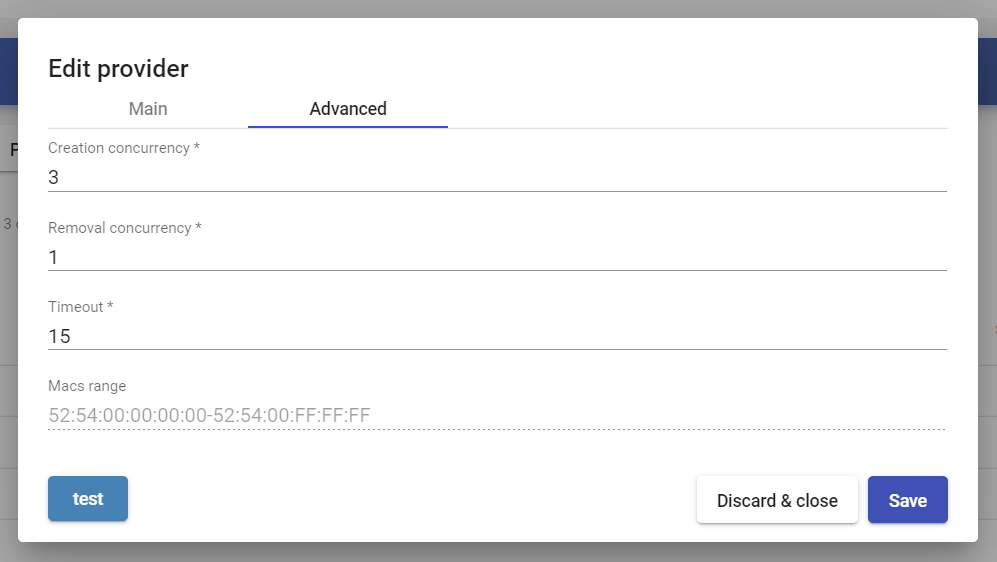 Edit provider
Main
Advanced
Creation concurrency *
3
Removal concurrency *
1
Timeout *
15
Macs range
52:54:00:00:00:00-52:54:00:FF:FF:FF
test
Discard & close
Save
P
3